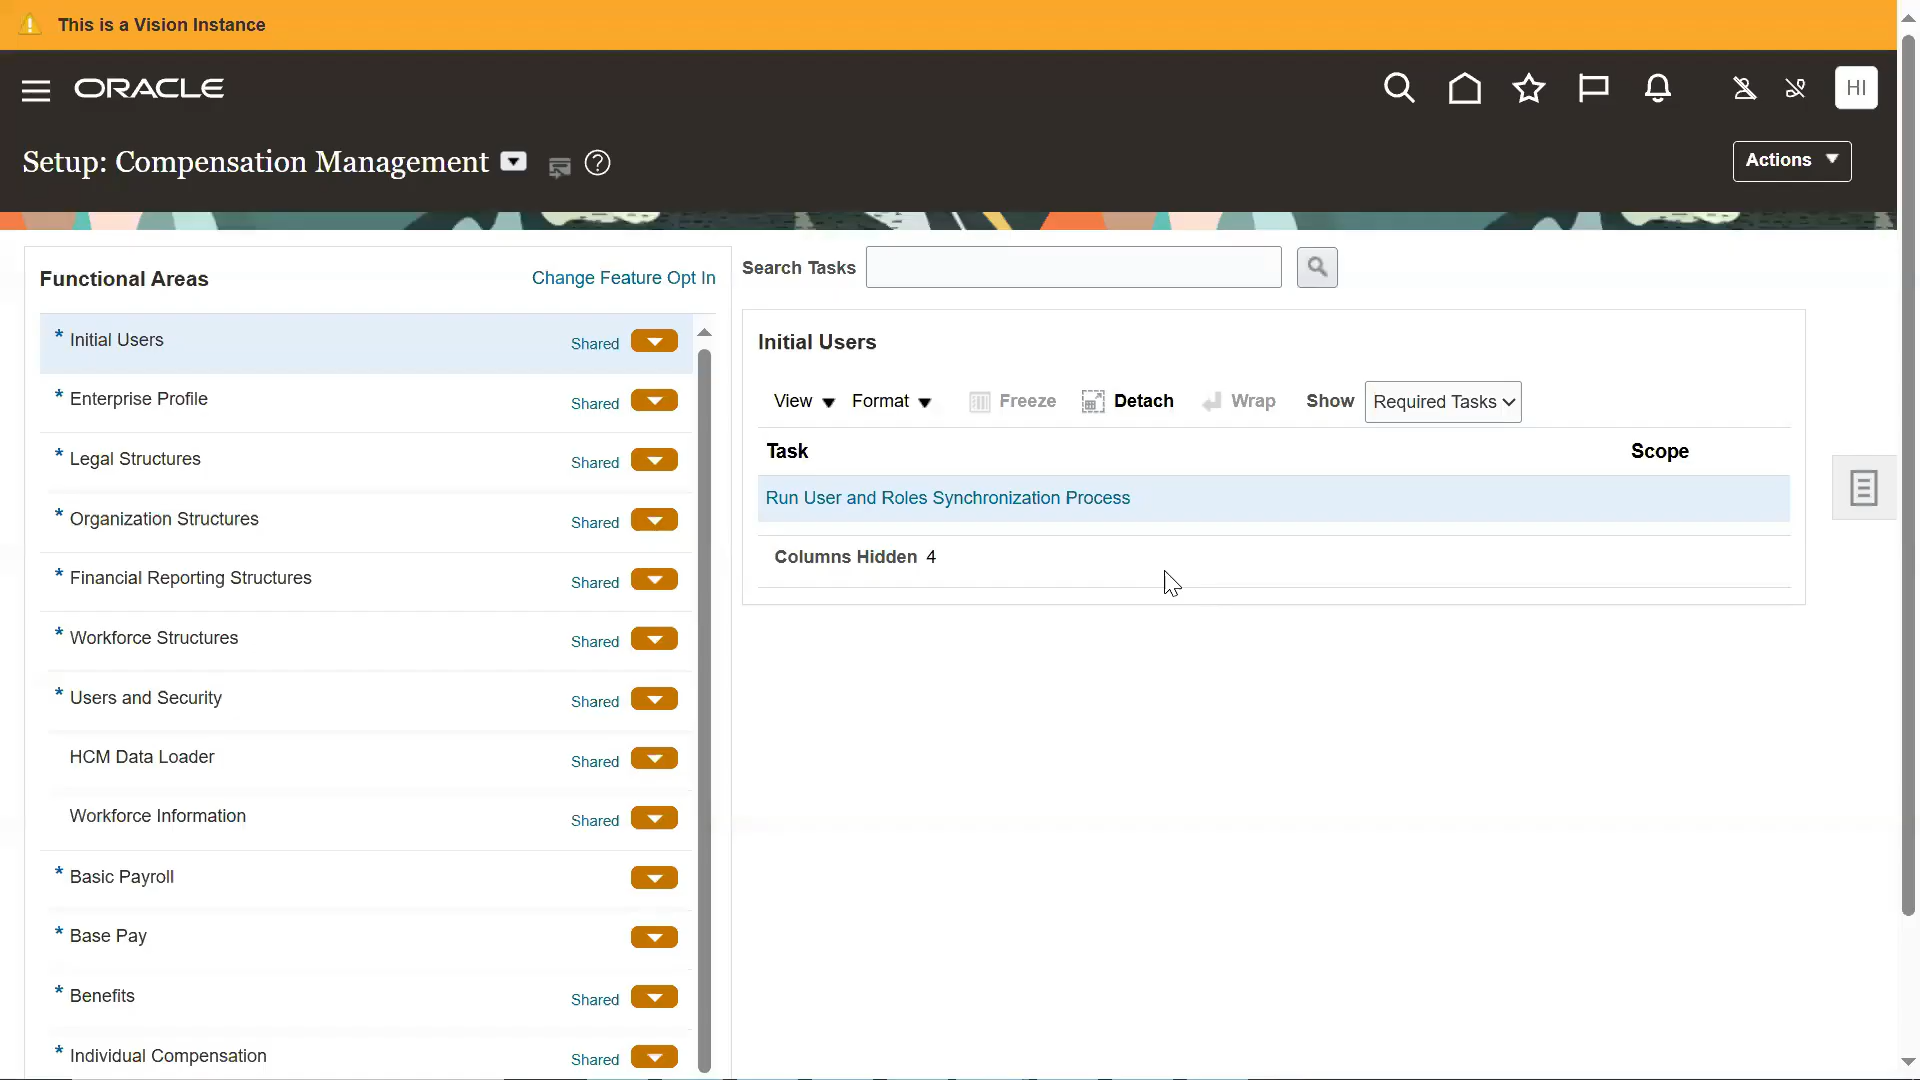 This is a Vision Instance
ORACLE
HI
Setup: Compensation Management
Actions
Functional Areas
Change Feature Opt In
* Initial Users Shared
* Enterprise Profile Shared
* Legal Structures Shared
* Organization Structures Shared
* Financial Reporting Structures Shared
* Workforce Structures Shared
* Users and Security Shared
HCM Data Loader Shared
Workforce Information Shared
* Basic Payroll
* Base Pay
* Benefits Shared
* Individual Compensation Shared
Search Tasks
Initial Users
View Format Freeze Detach Wrap Show Required Tasks
Task Scope
Run User and Roles Synchronization Process
Columns Hidden 4